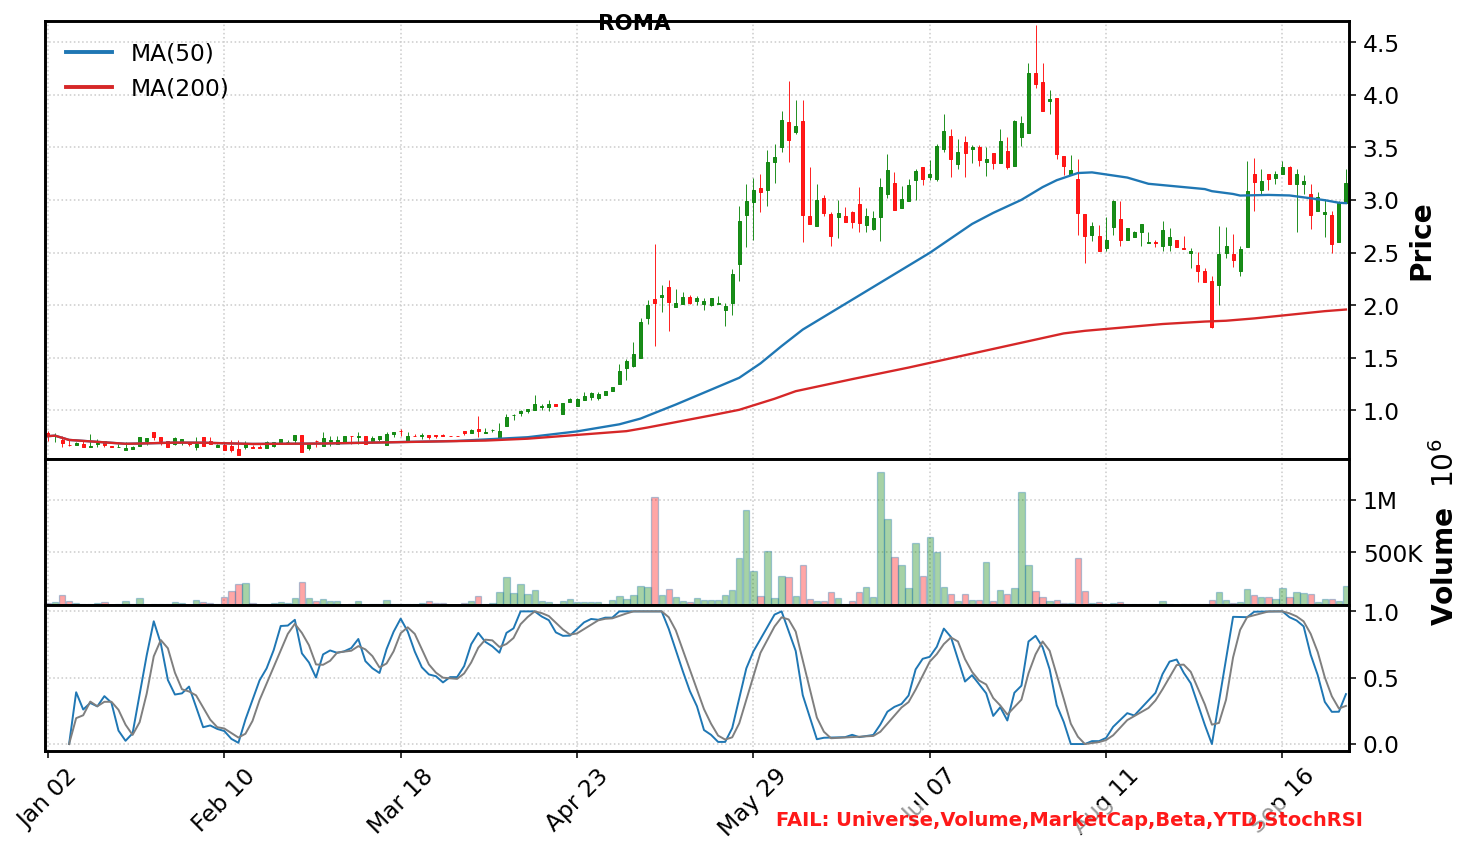 ROMA
MA(50)
MA(200)
4.5
4.0
3.5
3.0
2.5
2.0
1.5
1.0
Price
1M
500K
Volume 10⁶
1.0
0.5
0.0
Jan 02
Feb 10
Mar 18
Apr 23
May 29
Jul 07
Aug 11
Sep 16
FAIL: Universe,Volume,MarketCap,Beta,YTD,StochRSI